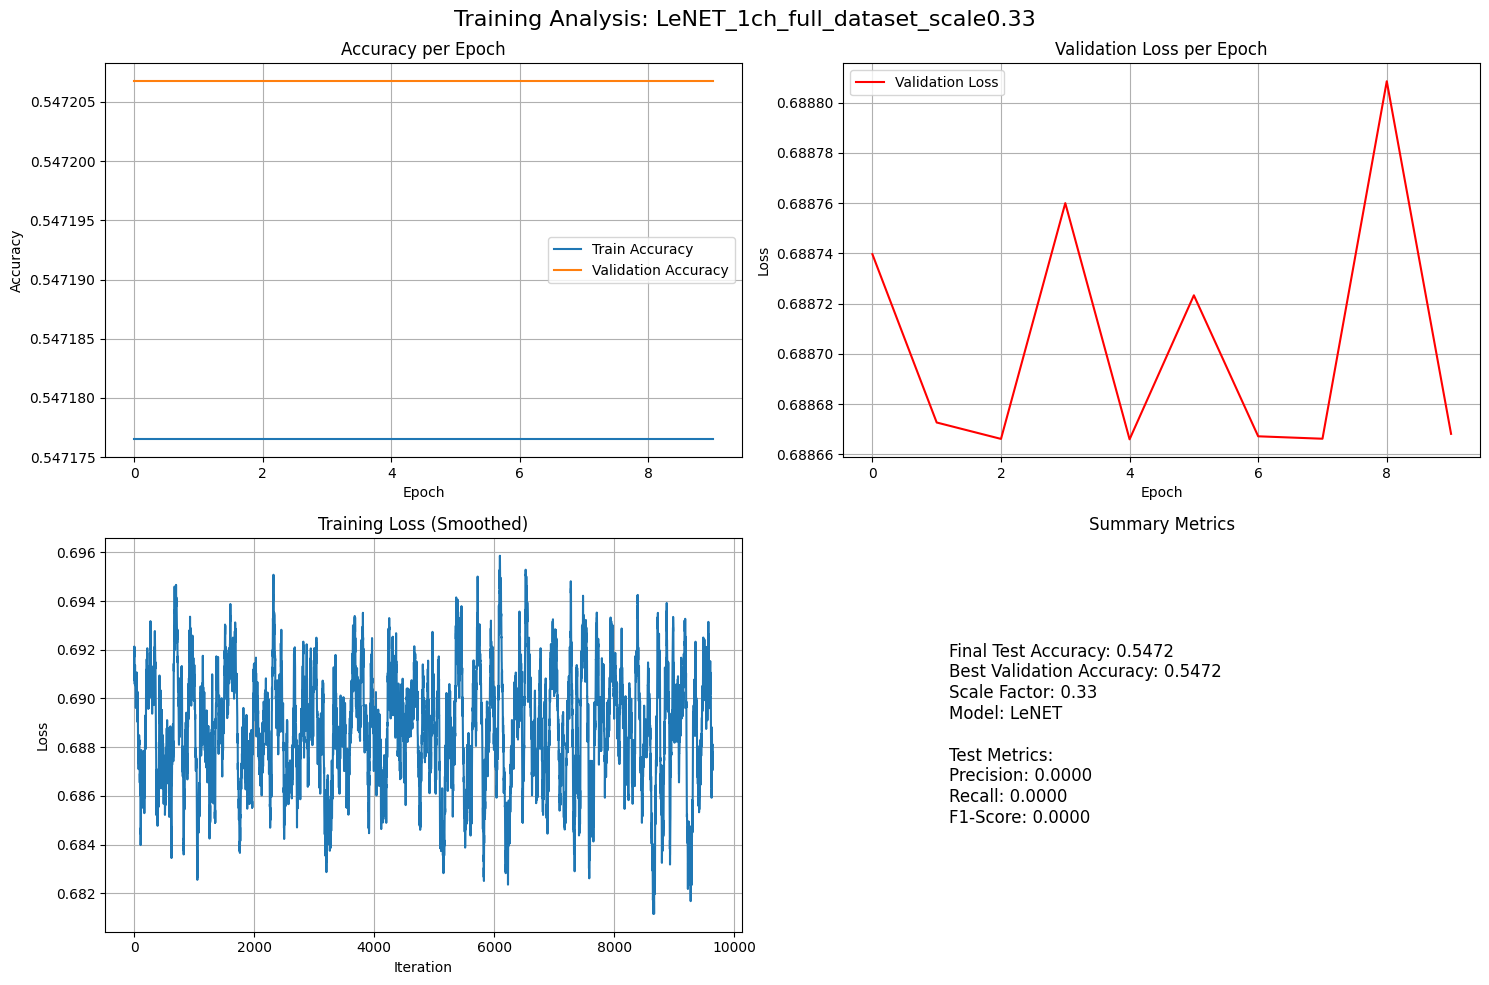 Training Analysis: LeNET_1ch_full_dataset_scale0.33
Accuracy per Epoch
0.547205
0.547200
0.547195
0.547190
0.547185
0.547180
0.547175
Accuracy
Train Accuracy
Validation Accuracy
0 2 4 6 8
Epoch
Validation Loss per Epoch
Validation Loss
0.68880
0.68878
0.68876
0.68874
0.68872
0.68870
0.68868
0.68866
Loss
0 2 4 6 8
Epoch
Training Loss (Smoothed)
0.696
0.694
0.692
0.690
0.688
0.686
0.684
0.682
Loss
0 2000 4000 6000 8000 10000
Iteration
Summary Metrics
Final Test Accuracy: 0.5472
Best Validation Accuracy: 0.5472
Scale Factor: 0.33
Model: LeNET
Test Metrics:
Precision: 0.0000
Recall: 0.0000
F1-Score: 0.0000